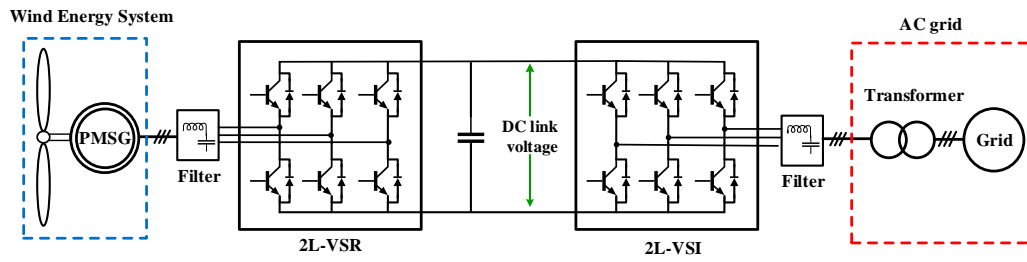 Wind Energy System
AC grid
Transformer
PMSG
Filter
DC link
voltage
Filter
Grid
2L-VSR
2L-VSI